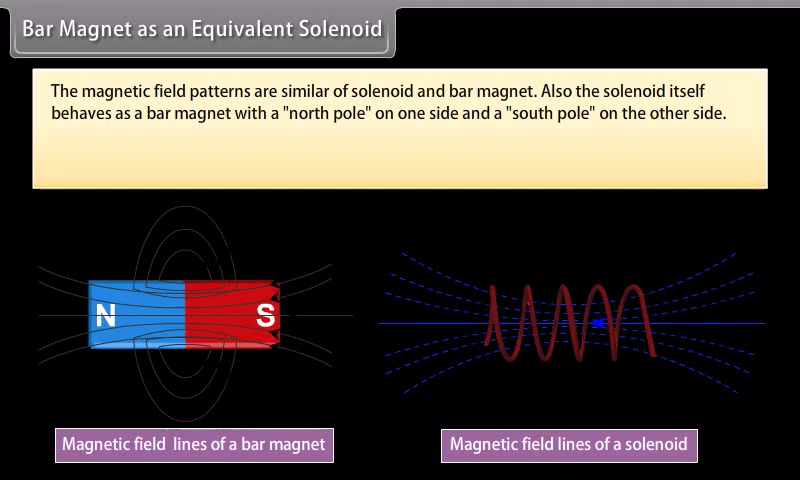 Bar Magnet as an Equivalent Solenoid
The magnetic field patterns are similar of solenoid and bar magnet. Also the solenoid itself
behaves as a bar magnet with a "north pole" on one side and a "south pole" on the other side.
N S
Magnetic field lines of a bar magnet
Magnetic field lines of a solenoid